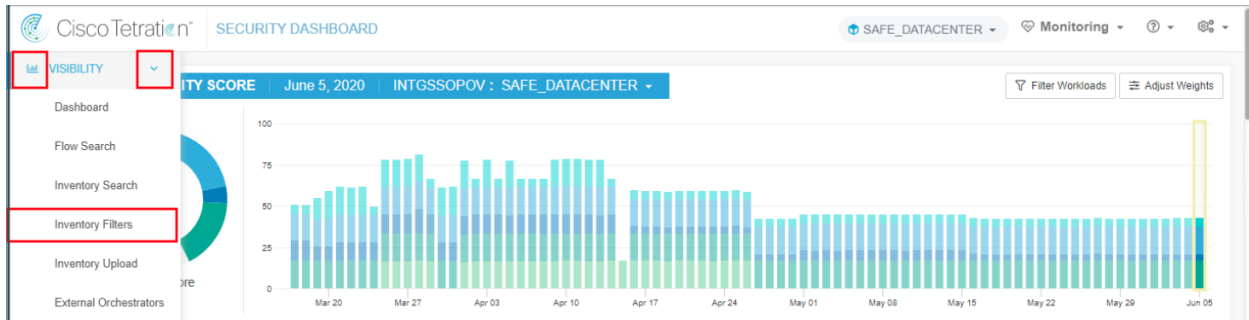 Cisco Tetration™ SECURITY DASHBOARD SAFE_DATACENTER Monitoring
VISIBILITY
ITY SCORE June 5, 2020 INTGSSOPOV : SAFE_DATACENTER Filter Workloads Adjust Weights
Dashboard
Flow Search
Inventory Search
Inventory Filters
Inventory Upload
External Orchestrators
ore
100
75
50
25
0
Mar 20 Mar 27 Apr 03 Apr 10 Apr 17 Apr 24 May 01 May 08 May 15 May 22 May 29 Jun 05